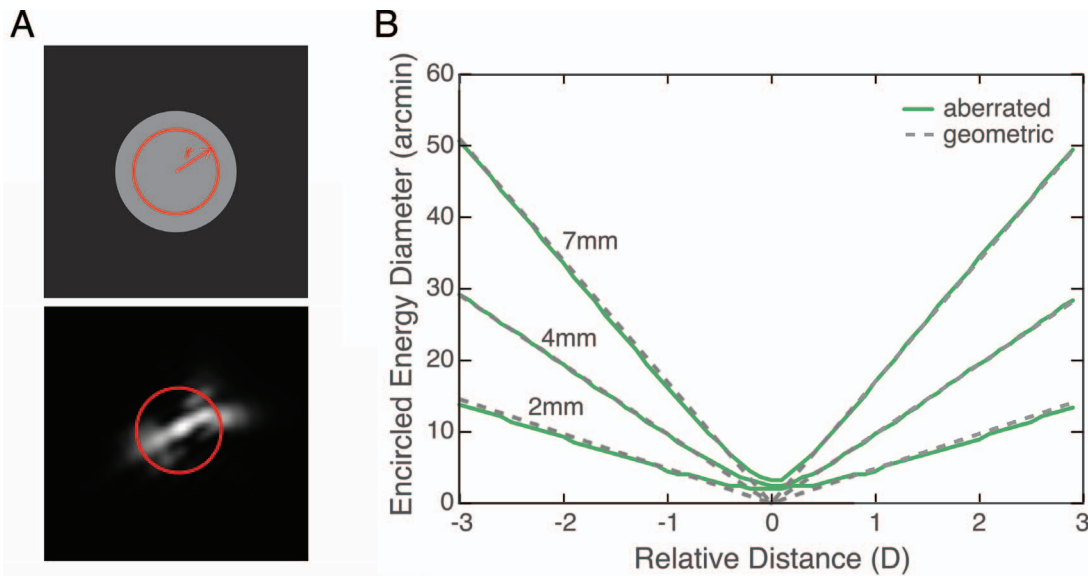 A
r
B
Encircled Energy Diameter (arcmin)
60
50
40
30
20
10
0
aberrated
geometric
7mm
4mm
2mm
-3
-2
-1
0
1
2
3
Relative Distance (D)